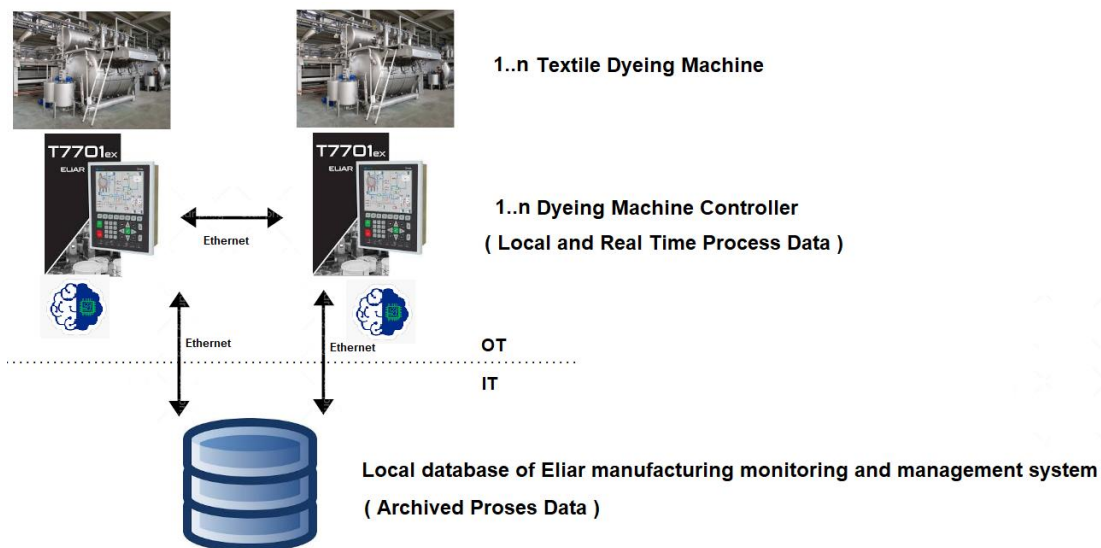 1..n Textile Dyeing Machine
T7701ex
ELIAR
T7701ex
ELIAR
1..n Dyeing Machine Controller
( Local and Real Time Process Data )
Ethernet
Ethernet
Ethernet
OT
IT
Local database of Eliar manufacturing monitoring and management system
( Archived Proses Data )